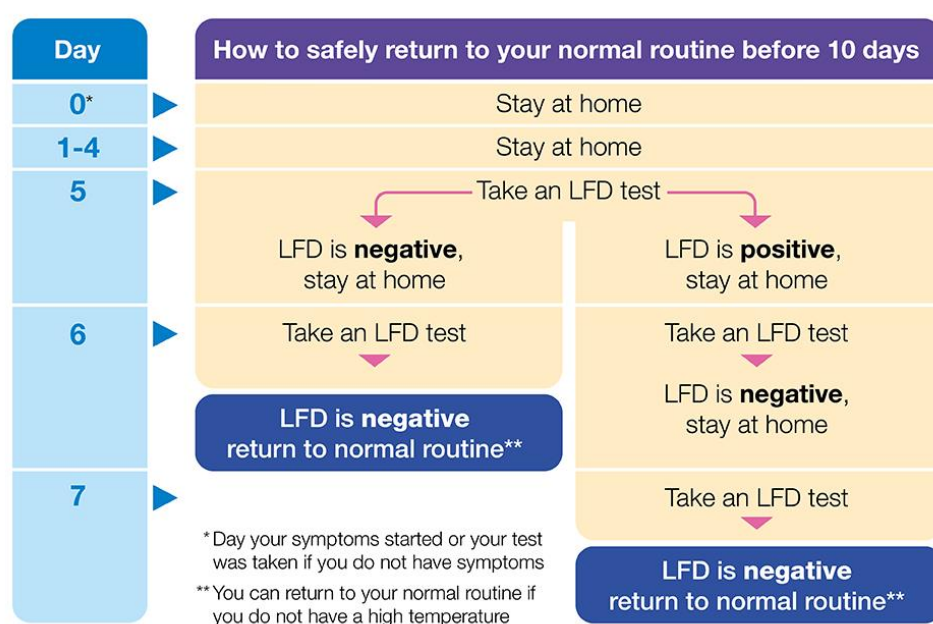 Day
How to safely return to your normal routine before 10 days
0*
Stay at home
1-4
Stay at home
5
Take an LFD test
LFD is negative,
stay at home
LFD is positive,
stay at home
6
Take an LFD test
LFD is negative
return to normal routine**
Take an LFD test
LFD is negative,
stay at home
7
Take an LFD test
LFD is negative
return to normal routine**
* Day your symptoms started or your test
was taken if you do not have symptoms
** You can return to your normal routine if
you do not have a high temperature